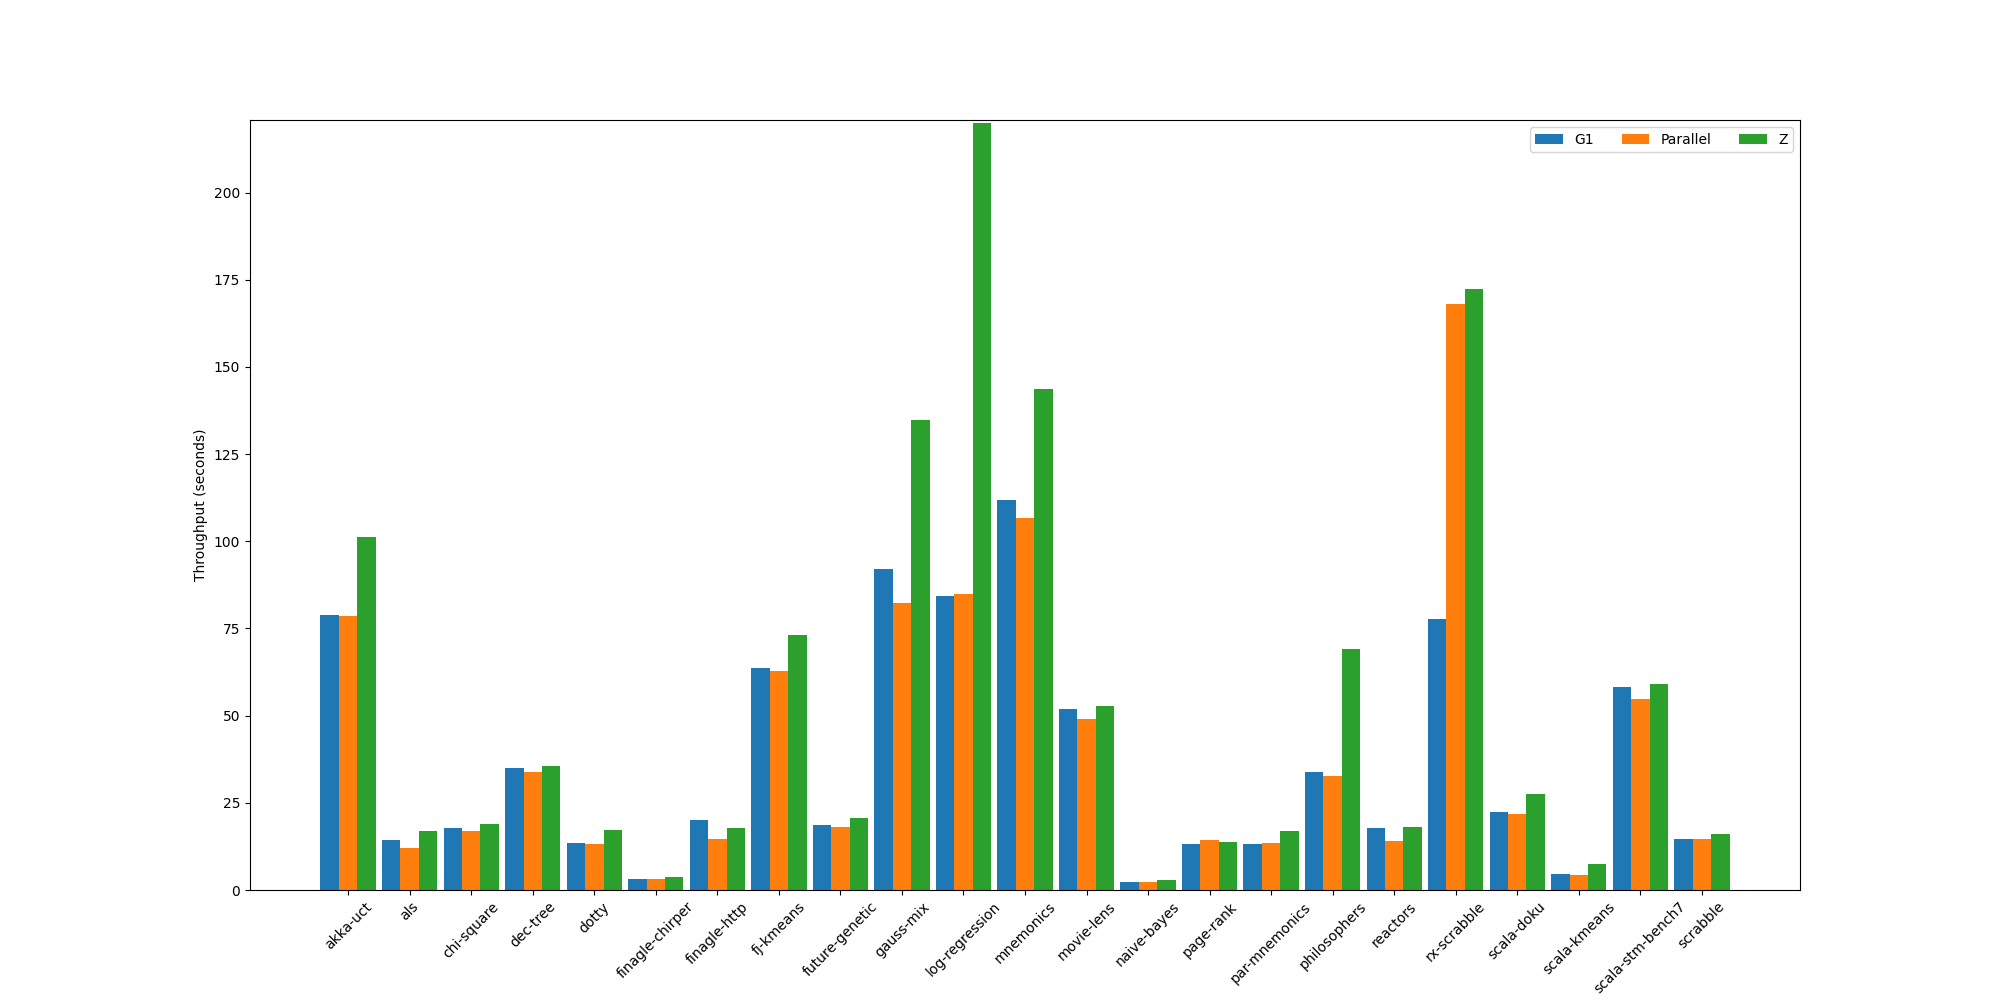 G1 Parallel Z
Throughput (seconds)
200
175
150
125
100
75
50
25
0
akka-uct
als
chi-square
dec-tree
dotty
finagle-chirper
finagle-http
fj-kmeans
future-genetic
gauss-mix
log-regression
mnemonics
movie-lens
naive-bayes
page-rank
par-mnemonics
philosophers
reactors
rx-scrabble
scala-doku
scala-kmeans
scala-stm-bench7
scrabble